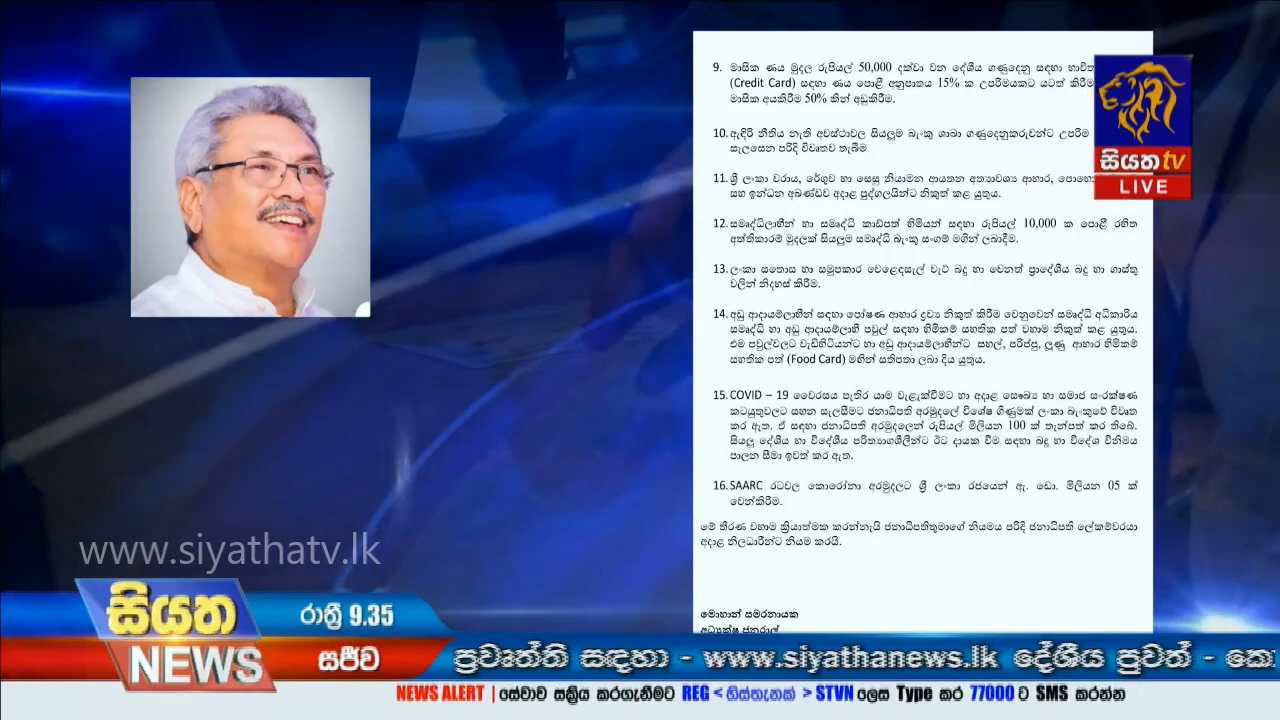 9. මාසික ණය මුදල රුපියල් 50,000 දක්වා වන දේශීය ගණුදෙනු සඳහා භාවිත
(Credit Card) සඳහා ණය පොළී අනුපාතය 15% ක උපරිමයකට යටත් කිරීම
මාසික අයකිරීම 50% කින් අඩුකිරීම.
10. ඇඳිරි නීතිය නැති අවස්ථාවල සියලුම බැංකු ශාඛා ගණුදෙනුකරුවන්ට උපරිම
සැලසෙන පරිදි විවෘතව තැබීම
11. ශ්‍රී ලංකා වරාය, රේගුව හා සෙසු නියාමන ආයතන අත්‍යාවශ්‍ය ආහාර, පොහො
සහ ඉන්ධන අඛණ්ඩව අදාළ පුද්ගලයින්ට නිකුත් කළ යුතුය.
12. සමෘද්ධිලාභීන් හා සමෘද්ධි කාඩ්පත් හිමියන් සඳහා රුපියල් 10,000 ක පොළී රහිත
අත්තිකාරම් මුදලක් සියලුම සමෘද්ධි බැංකු සංගම් මගින් ලබාදීම.
13. ලංකා සතොස හා සමූපකාර වෙළෙඳසැල් වැට් බදු හා වෙනත් ප්‍රාදේශීය බදු හා ගාස්තු
වලින් නිදහස් කිරීම.
14. අඩු ආදායම්ලාභීන් සඳහා පෝෂණ ආහාර ද්‍රව්‍ය නිකුත් කිරීම වෙනුවෙන් සමෘද්ධි අධිකාරිය
සමෘද්ධි හා අඩු ආදායම්ලාභී පවුල් සඳහා හිමිකම් සහතික පත් වහාම නිකුත් කළ යුතුය.
එම පවුල්වලට වැඩිහිටියන්ට හා අඩු ආදායම්ලාභීන්ට සහල්, පරිප්පු, ලූණු ආහාර හිමිකම්
සහතික පත් (Food Card) මඟින් සතිපතා ලබා දිය යුතුය.
15. COVID – 19 වෛරසය පැතිර යාම වැළැක්වීමට හා අදාළ සෞඛ්‍ය හා සමාජ සංරක්ෂණ
කටයුතුවලට සහන සැලසීමට ජනාධිපති අරමුදලේ විශේෂ ගිණුමක් ලංකා බැංකුවේ විවෘත
කර ඇත. ඒ සඳහා ජනාධිපති අරමුදලෙන් රුපියල් මිලියන 100 ක් තැන්පත් කර තිබේ.
සියලු දේශීය හා විදේශීය පරිත්‍යාගශීලීන්ට ඊට දායක වීම සඳහා බදු හා විදේශ විනිමය
පාලන සීමා ඉවත් කර ඇත.
16. SAARC රටවල කොරෝනා අරමුදලට ශ්‍රී ලංකා රජයෙන් ඇ. ඩො. මිලියන 05 ක්
වෙන්කිරීම.
මේ තීරණ වහාම ක්‍රියාත්මක කරන්නැයි ජනාධිපතිතුමාගේ නියමය පරිදි ජනාධිපති ලේකම්වරයා
අදාළ නිලධාරීන්ට නියම කරයි.
මොහාන් සමරනායක
අධ්‍යක්ෂ ජනරාල්
සියත tv
LIVE
www.siyathatv.lk
සියත
NEWS
රාත්‍රී 9.35
සජීව
ප්‍රවෘත්ති සඳහා - www.siyathanews.lk දේශීය පුවත් - කො
NEWS ALERT | සේවාව සක්‍රිය කරගැනීමට REG < හිස්තැනක් > STVN ලෙස Type කර 77000 ට SMS කරන්න